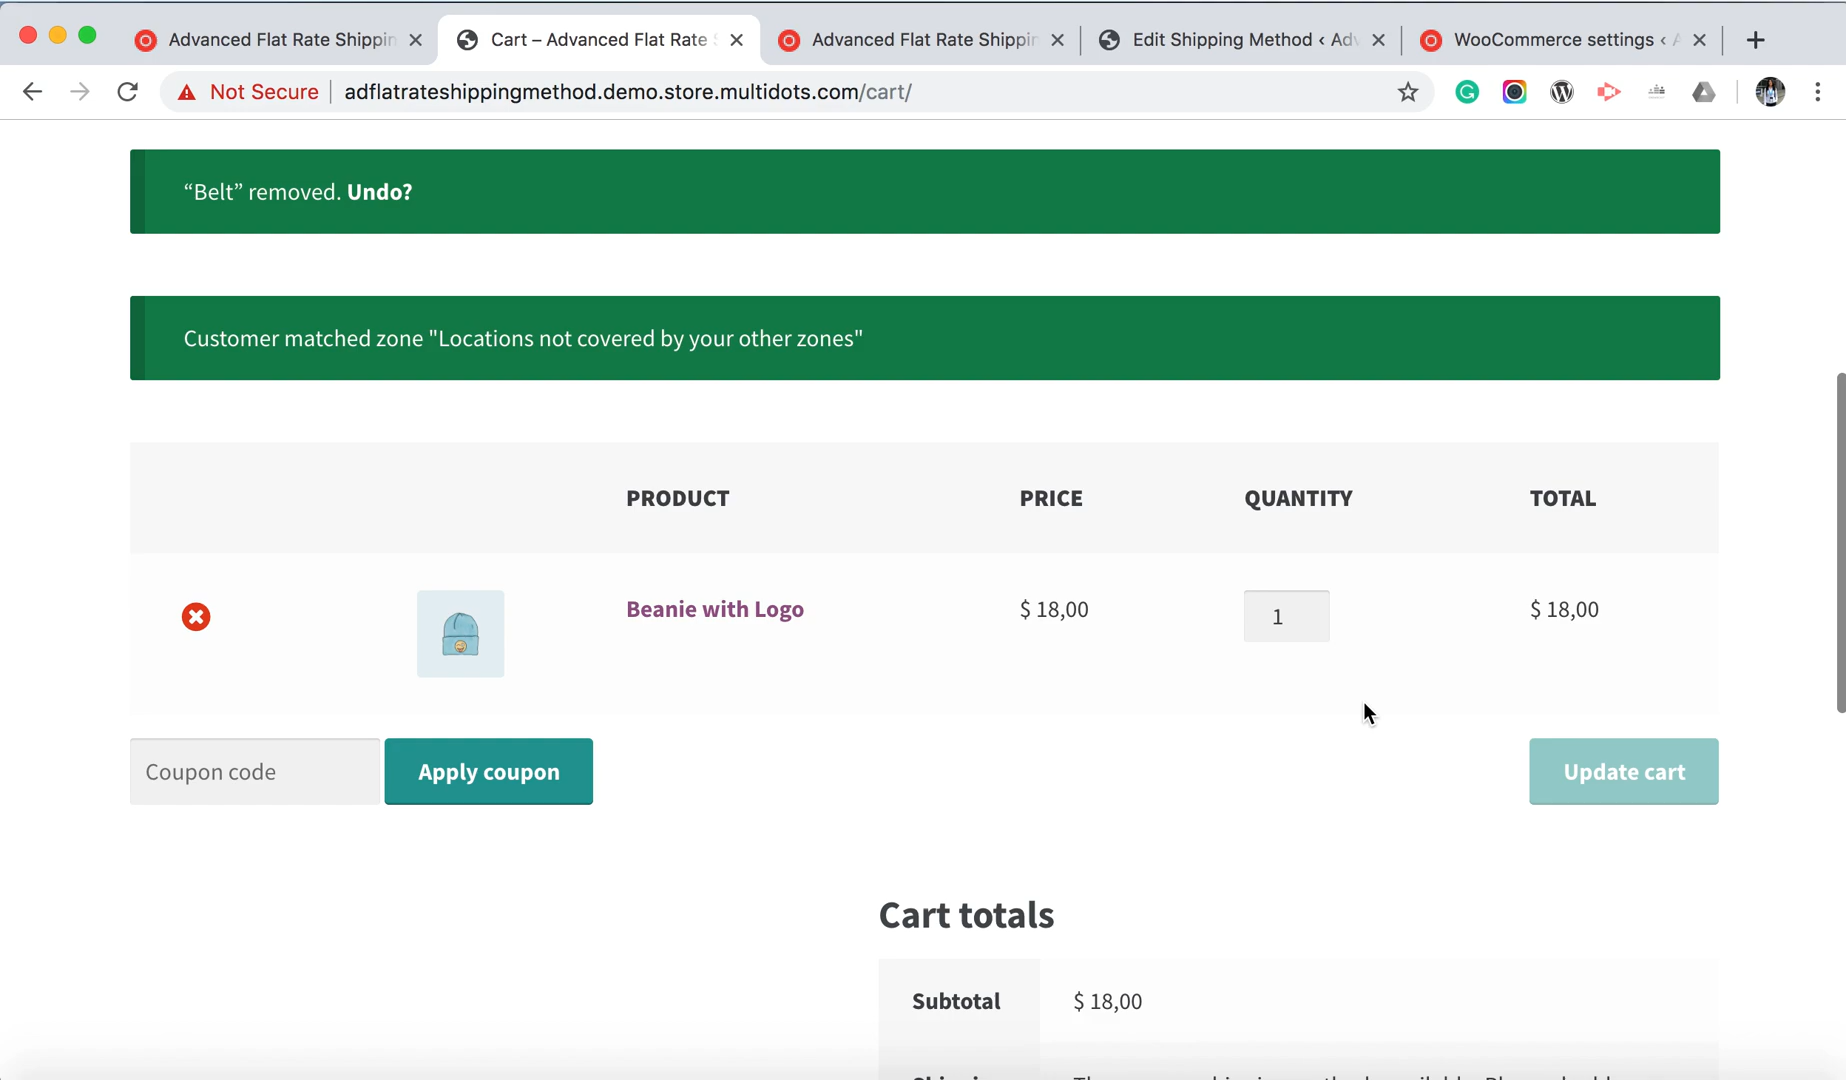 Advanced Flat Rate Shippin
Cart – Advanced Flat Rate
Advanced Flat Rate Shippin
Edit Shipping Method ‹ Adv
WooCommerce settings ‹
Not Secure
adflatrateshippingmethod.demo.store.multidots.com/cart/
“Belt” removed. Undo?
Customer matched zone "Locations not covered by your other zones"
PRODUCT PRICE QUANTITY TOTAL
Beanie with Logo $ 18,00 1 $ 18,00
Coupon code Apply coupon Update cart
Cart totals
Subtotal $ 18,00